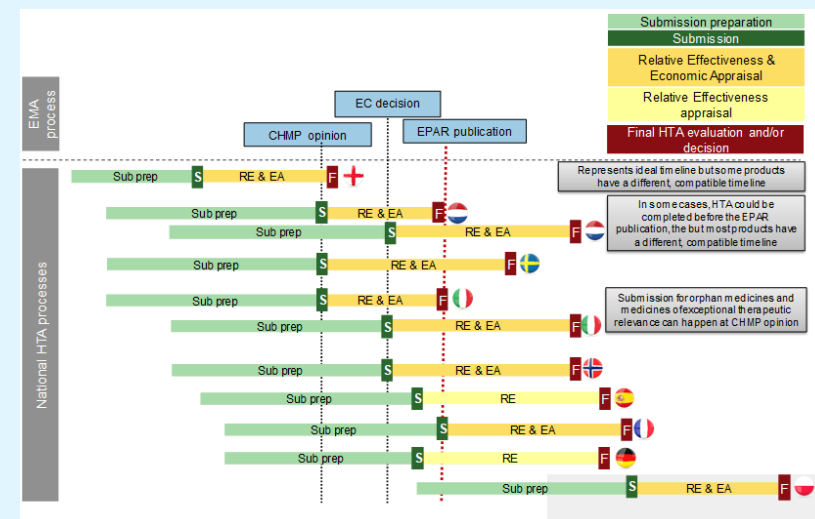 Submission preparation
Submission
Relative Effectiveness &
Economic Appraisal
Relative Effectiveness
appraisal
Final HTA evaluation and/or
decision
EMA
process
EC decision
CHMP opinion
EPAR publication
National HTA processes
Sub prep S RE & EA F
Represents ideal timeline but some products
have a different, compatible timeline
Sub prep S RE & EA F
Sub prep S RE & EA F
In some cases, HTA could be
completed before the EPAR
publication, the but most products have
a different, compatible timeline
Sub prep S RE & EA F
Sub prep S RE & EA F
Sub prep S RE & EA F
Submission for orphan medicines and
medicines of exceptional therapeutic
relevance can happen at CHMP opinion
Sub prep S RE & EA F
Sub prep S RE F
Sub prep S RE & EA F
Sub prep S RE F
Sub prep S RE & EA F